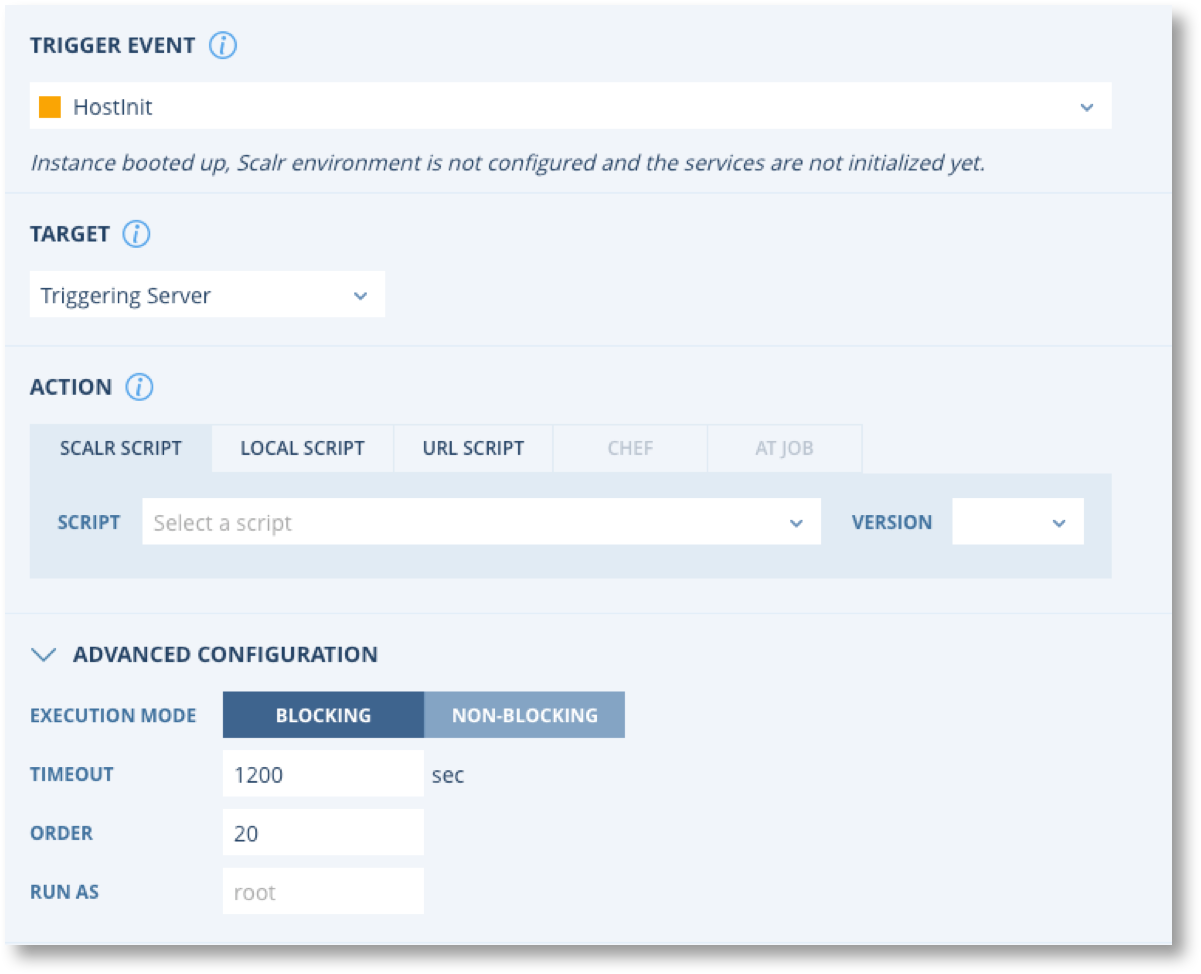 TRIGGER EVENT i
HostInit
Instance booted up, Scalr environment is not configured and the services are not initialized yet.
TARGET i
Triggering Server
ACTION i
SCALR SCRIPT LOCAL SCRIPT URL SCRIPT CHEF AT JOB
SCRIPT Select a script VERSION
ADVANCED CONFIGURATION
EXECUTION MODE BLOCKING NON-BLOCKING
TIMEOUT 1200 sec
ORDER 20
RUN AS root